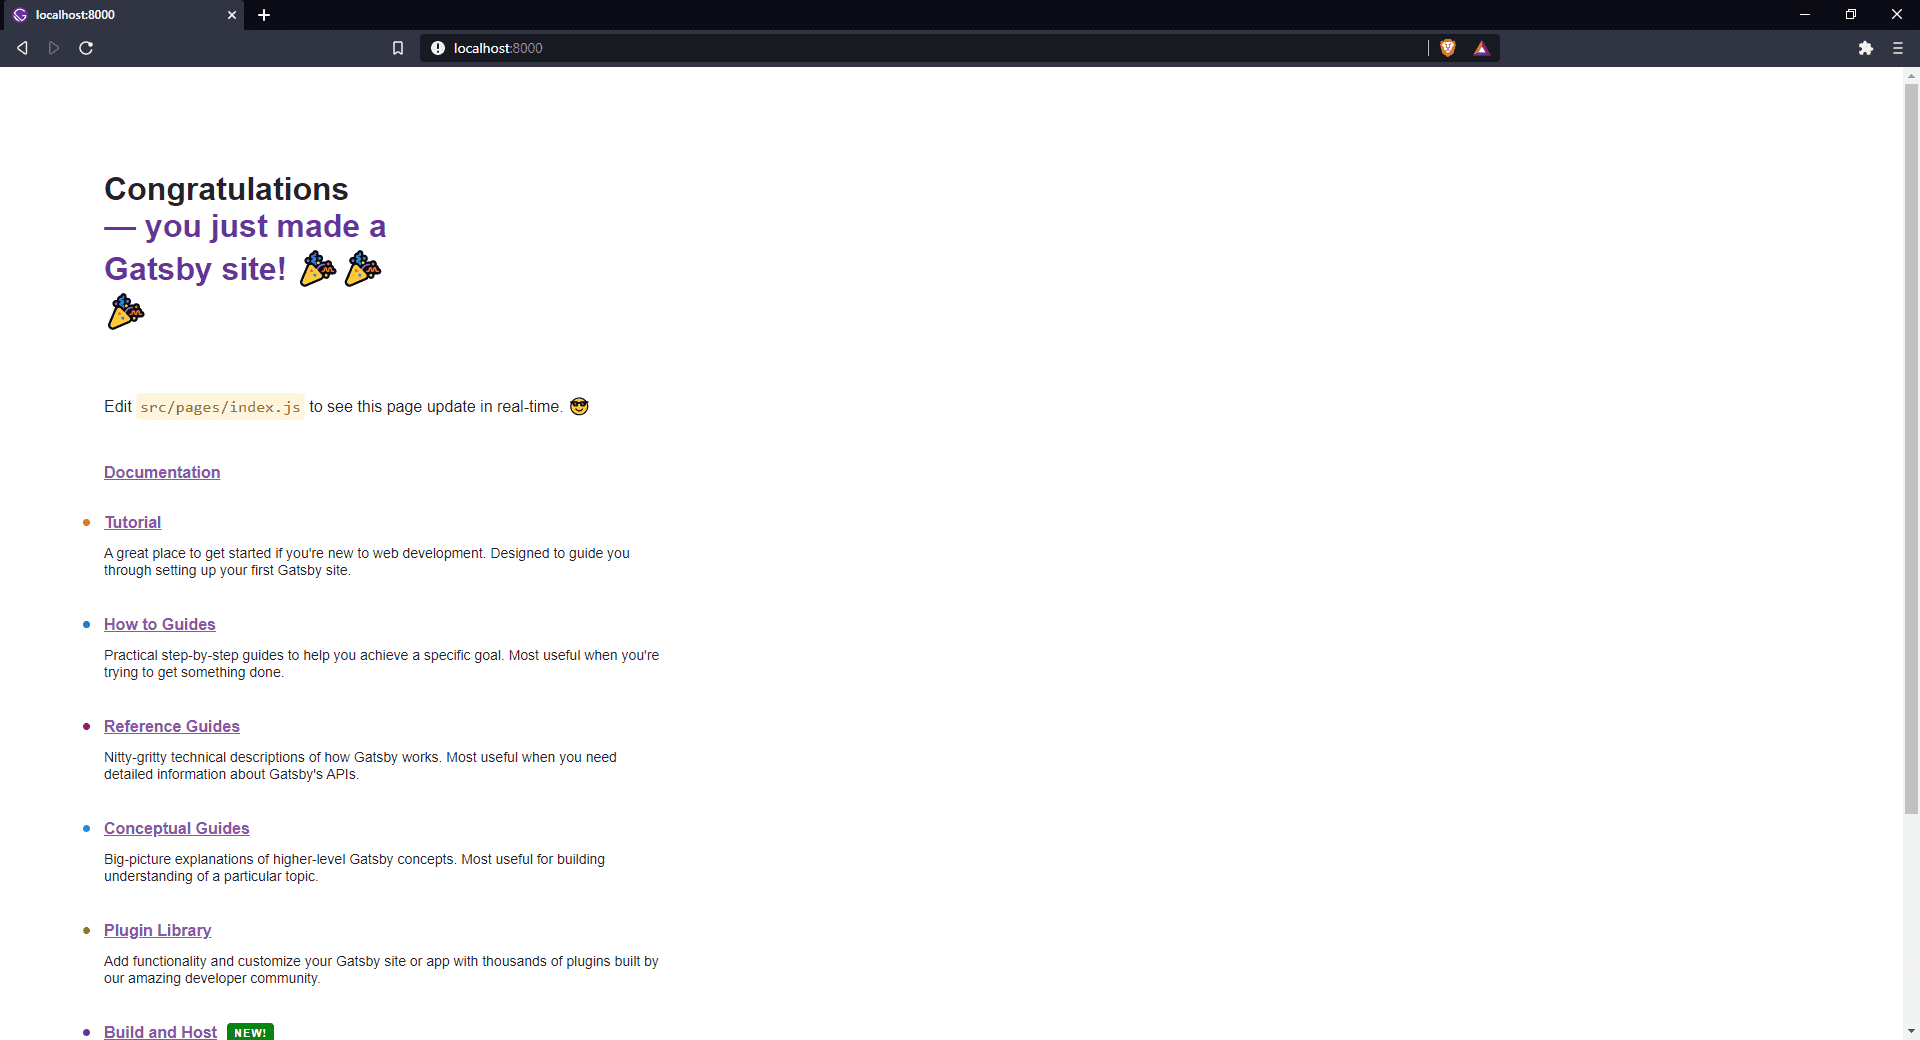 localhost:8000
localhost:8000
Congratulations
— you just made a
Gatsby site! 🎉🎉
🎉
Edit src/pages/index.js to see this page update in real-time. 😎
Documentation
Tutorial
A great place to get started if you're new to web development. Designed to guide you
through setting up your first Gatsby site.
How to Guides
Practical step-by-step guides to help you achieve a specific goal. Most useful when you're
trying to get something done.
Reference Guides
Nitty-gritty technical descriptions of how Gatsby works. Most useful when you need
detailed information about Gatsby's APIs.
Conceptual Guides
Big-picture explanations of higher-level Gatsby concepts. Most useful for building
understanding of a particular topic.
Plugin Library
Add functionality and customize your Gatsby site or app with thousands of plugins built by
our amazing developer community.
Build and Host NEW!